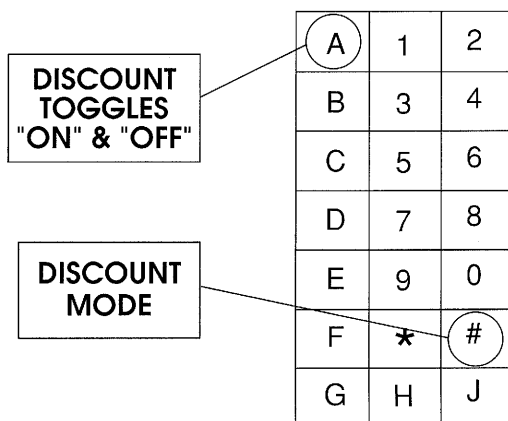 DISCOUNT
TOGGLES
"ON" & "OFF"
DISCOUNT
MODE
A 1 2
B 3 4
C 5 6
D 7 8
E 9 0
F * #
G H J